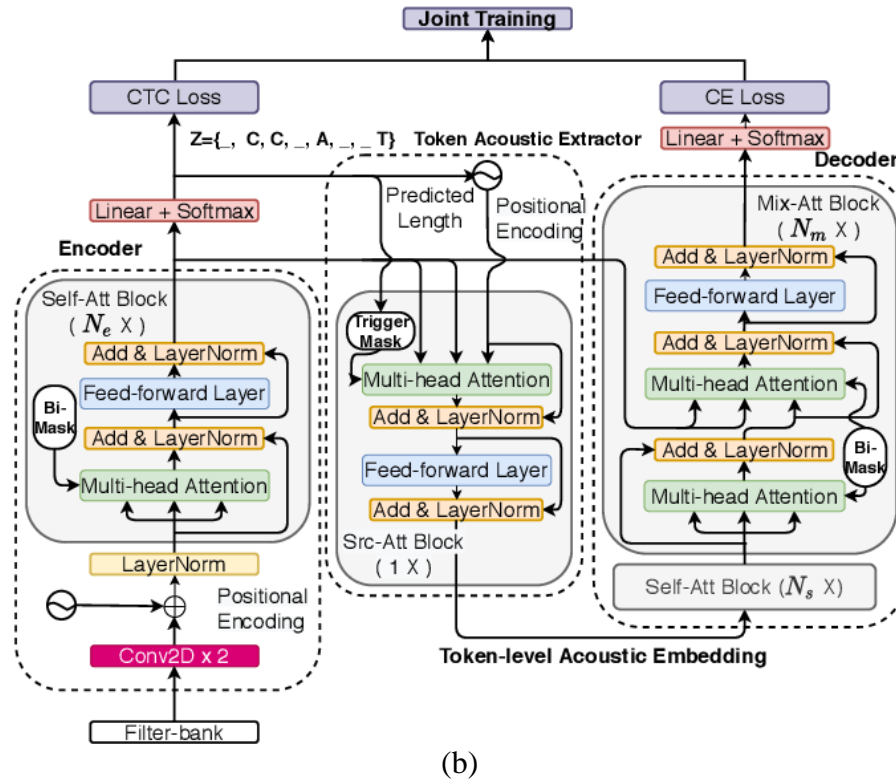 Joint Training
CTC Loss
CE Loss
Z={_, C, C, _, A, _, _ T}
Token Acoustic Extractor
Linear + Softmax
Decoder
Predicted
Length
Positional
Encoding
Mix-Att Block
( N_m X )
Linear + Softmax
Encoder
Add & LayerNorm
Self-Att Block
( N_e X )
Feed-forward Layer
Trigger
Mask
Add & LayerNorm
Add & LayerNorm
Feed-forward Layer
Multi-head Attention
Multi-head Attention
Bi-
Mask
Add & LayerNorm
Add & LayerNorm
Add & LayerNorm
Bi-
Mask
Multi-head Attention
Feed-forward Layer
Multi-head Attention
Add & LayerNorm
Src-Att Block
( 1 X )
LayerNorm
Self-Att Block (N_s X)
Positional
Encoding
Conv2D x 2
Token-level Acoustic Embedding
Filter-bank
(b)